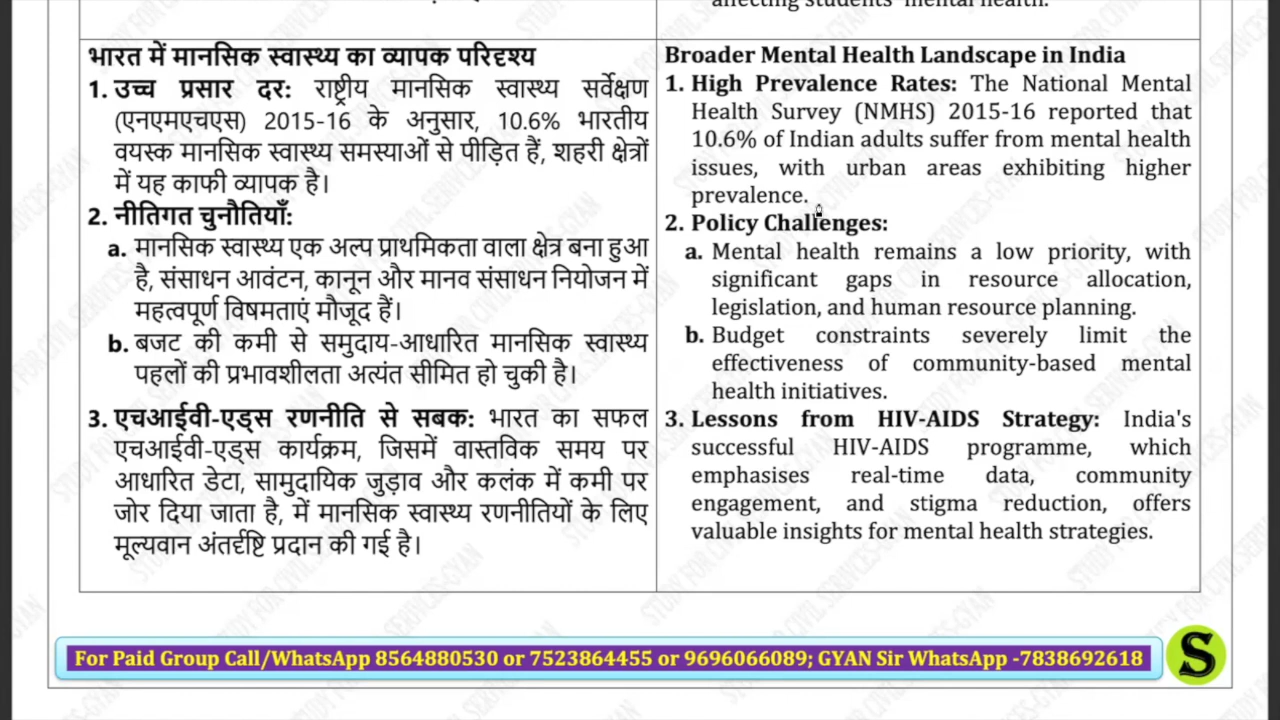 affecting students' mental health.
भारत में मानसिक स्वास्थ्य का व्यापक परिदृश्य
1. उच्च प्रसार दर: राष्ट्रीय मानसिक स्वास्थ्य सर्वेक्षण
(एनएमएचएस) 2015-16 के अनुसार, 10.6% भारतीय
वयस्क मानसिक स्वास्थ्य समस्याओं से पीड़ित हैं, शहरी क्षेत्रों
में यह काफी व्यापक है।
2. नीतिगत चुनौतियाँ:
a. मानसिक स्वास्थ्य एक अल्प प्राथमिकता वाला क्षेत्र बना हुआ
है, संसाधन आवंटन, कानून और मानव संसाधन नियोजन में
महत्वपूर्ण विषमताएं मौजूद हैं।
b. बजट की कमी से समुदाय-आधारित मानसिक स्वास्थ्य
पहलों की प्रभावशीलता अत्यंत सीमित हो चुकी है।
3. एचआईवी-एड्स रणनीति से सबक: भारत का सफल
एचआईवी-एड्स कार्यक्रम, जिसमें वास्तविक समय पर
आधारित डेटा, सामुदायिक जुड़ाव और कलंक में कमी पर
जोर दिया जाता है, में मानसिक स्वास्थ्य रणनीतियों के लिए
मूल्यवान अंतर्दृष्टि प्रदान की गई है।
Broader Mental Health Landscape in India
1. High Prevalence Rates: The National Mental
Health Survey (NMHS) 2015-16 reported that
10.6% of Indian adults suffer from mental health
issues, with urban areas exhibiting higher
prevalence.
2. Policy Challenges:
a. Mental health remains a low priority, with
significant gaps in resource allocation,
legislation, and human resource planning.
b. Budget constraints severely limit the
effectiveness of community-based mental
health initiatives.
3. Lessons from HIV-AIDS Strategy: India's
successful HIV-AIDS programme, which
emphasises real-time data, community
engagement, and stigma reduction, offers
valuable insights for mental health strategies.
For Paid Group Call/WhatsApp 8564880530 or 7523864455 or 9696066089; GYAN Sir WhatsApp -7838692618
S